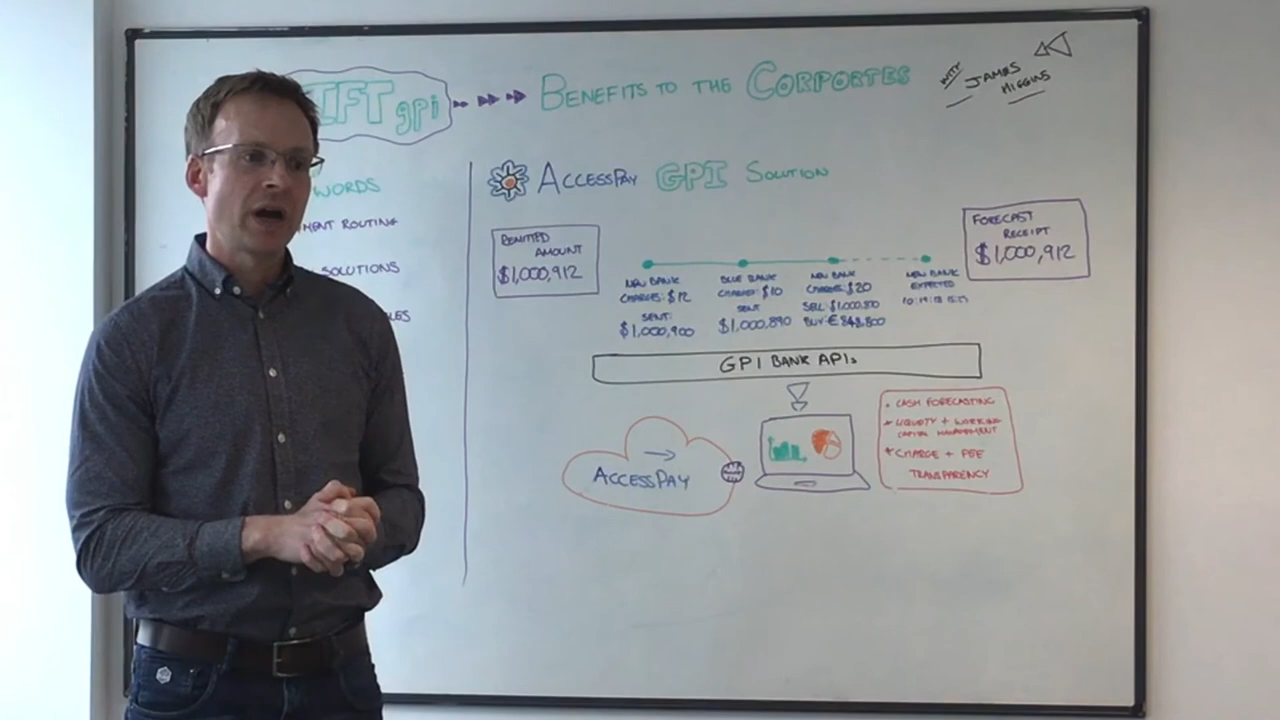 IFT
gpi
BENEFITS TO THE CORPORTES
WITH
JAMES
HIGGINS
WORDS
MENT ROUTING
SOLUTIONS
LES
ACCESSPAY GPI SOLUTION
REMITTED
AMOUNT
$1,000,912
FORECAST
RECEIPT
$1,000,912
NEW BANK
CHARGES: $12
SENT:
$1,000,900
BLUE BANK
CHARGES: $10
SENT
$1,000,890
NEW BANK
CHARGE: $20
SELL: $1,000,870
BUY: € 848,800
NEW BANK
EXPECTED
GPI BANK APIs
ACCESSPAY
• CASH FORECASTING
* LIQUIDTY + WORKING
CAPITAL MANAGEMENT
* CHARGE + FEE
TRANSPARENCY